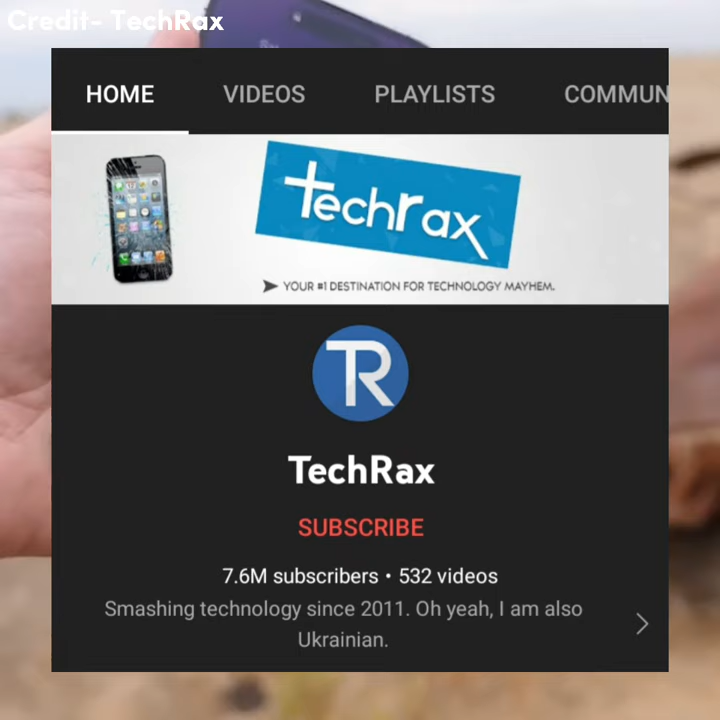 Credit- TechRax
HOME VIDEOS PLAYLISTS COMMUN
techrax
YOUR #1 DESTINATION FOR TECHNOLOGY MAYHEM.
TR
TechRax
SUBSCRIBE
7.6M subscribers • 532 videos
Smashing technology since 2011. Oh yeah, I am also
Ukrainian.